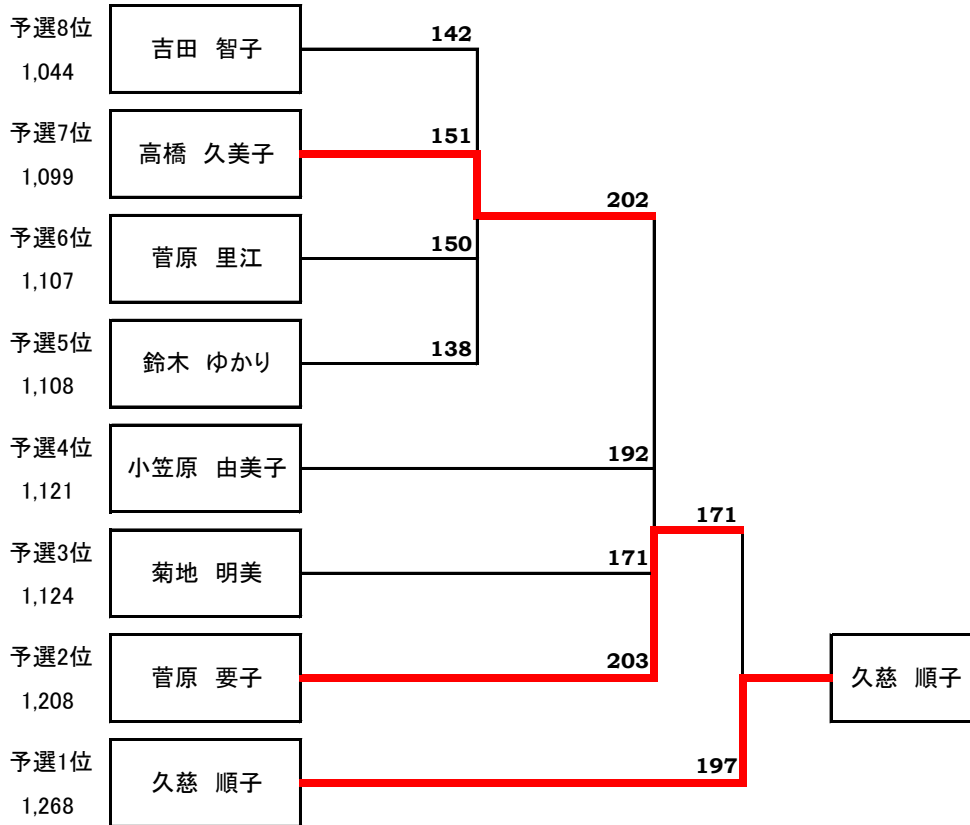 予選8位
1,044
吉田 智子
142
予選7位
1,099
高橋 久美子
151
202
予選6位
1,107
菅原 里江
150
予選5位
1,108
鈴木 ゆかり
138
予選4位
1,121
小笠原 由美子
192
171
予選3位
1,124
菊地 明美
171
予選2位
1,208
菅原 要子
203
久慈 順子
予選1位
1,268
久慈 順子
197